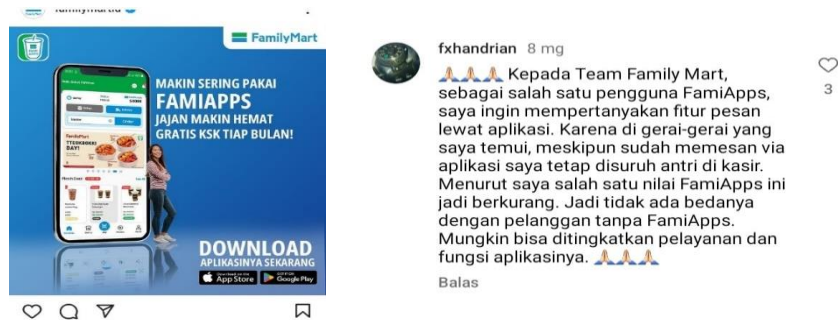 FamilyMart
MAKIN SERING PAKAI
FAMIAPPS
JAJAN MAKIN HEMAT
GRATIS KSK TIAP BULAN!
DOWNLOAD
APLIKASINYA SEKARANG
App Store
Google Play
fxhandrian 8 mg
🙏🙏🙏 Kepada Team Family Mart,
sebagai salah satu pengguna FamiApps,
saya ingin mempertanyakan fitur pesan
lewat aplikasi. Karena di gerai-gerai yang
saya temui, meskipun sudah memesan via
aplikasi saya tetap disuruh antri di kasir.
Menurut saya salah satu nilai FamiApps ini
jadi berkurang. Jadi tidak ada bedanya
dengan pelanggan tanpa FamiApps.
Mungkin bisa ditingkatkan pelayanan dan
fungsi aplikasinya. 🙏🙏🙏
3
Balas